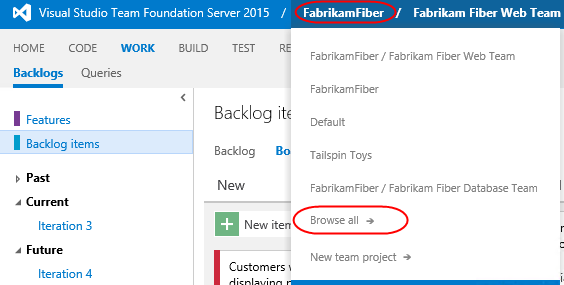 Visual Studio Team Foundation Server 2015 / FabrikamFiber / Fabrikam Fiber Web Team
HOME CODE WORK BUILD TEST
Backlogs Queries
Features
Backlog items
Past
Current
Iteration 3
Future
Iteration 4
Backlog ite
Backlog Bo
New
New item
Customers w
displaying
FabrikamFiber / Fabrikam Fiber Web Team
FabrikamFiber
Default
Tailspin Toys
FabrikamFiber / Fabrikam Fiber Database Team
Browse all →
New team project →